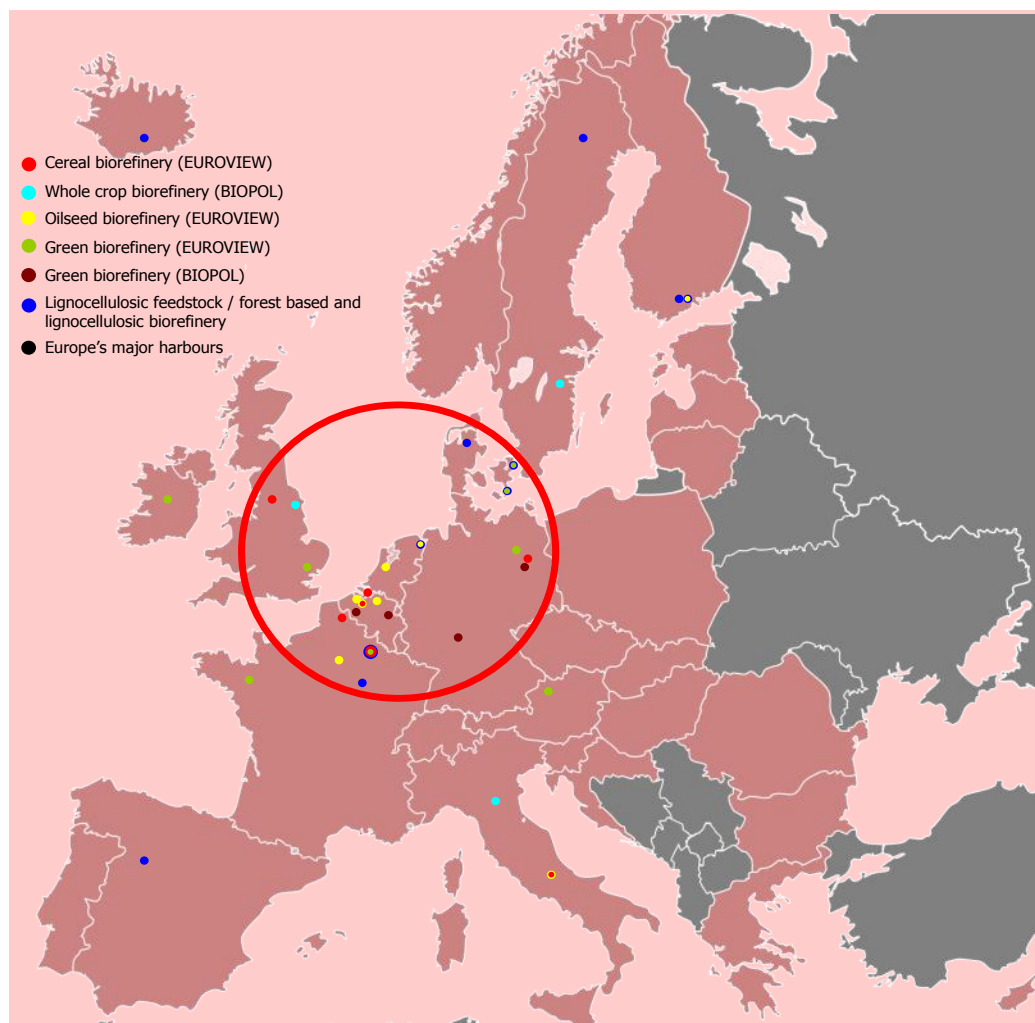 Cereal biorefinery (EUROVIEW)
Whole crop biorefinery (BIOPOL)
Oilseed biorefinery (EUROVIEW)
Green biorefinery (EUROVIEW)
Green biorefinery (BIOPOL)
Lignocellulosic feedstock / forest based and
lignocellulosic biorefinery
Europe's major harbours